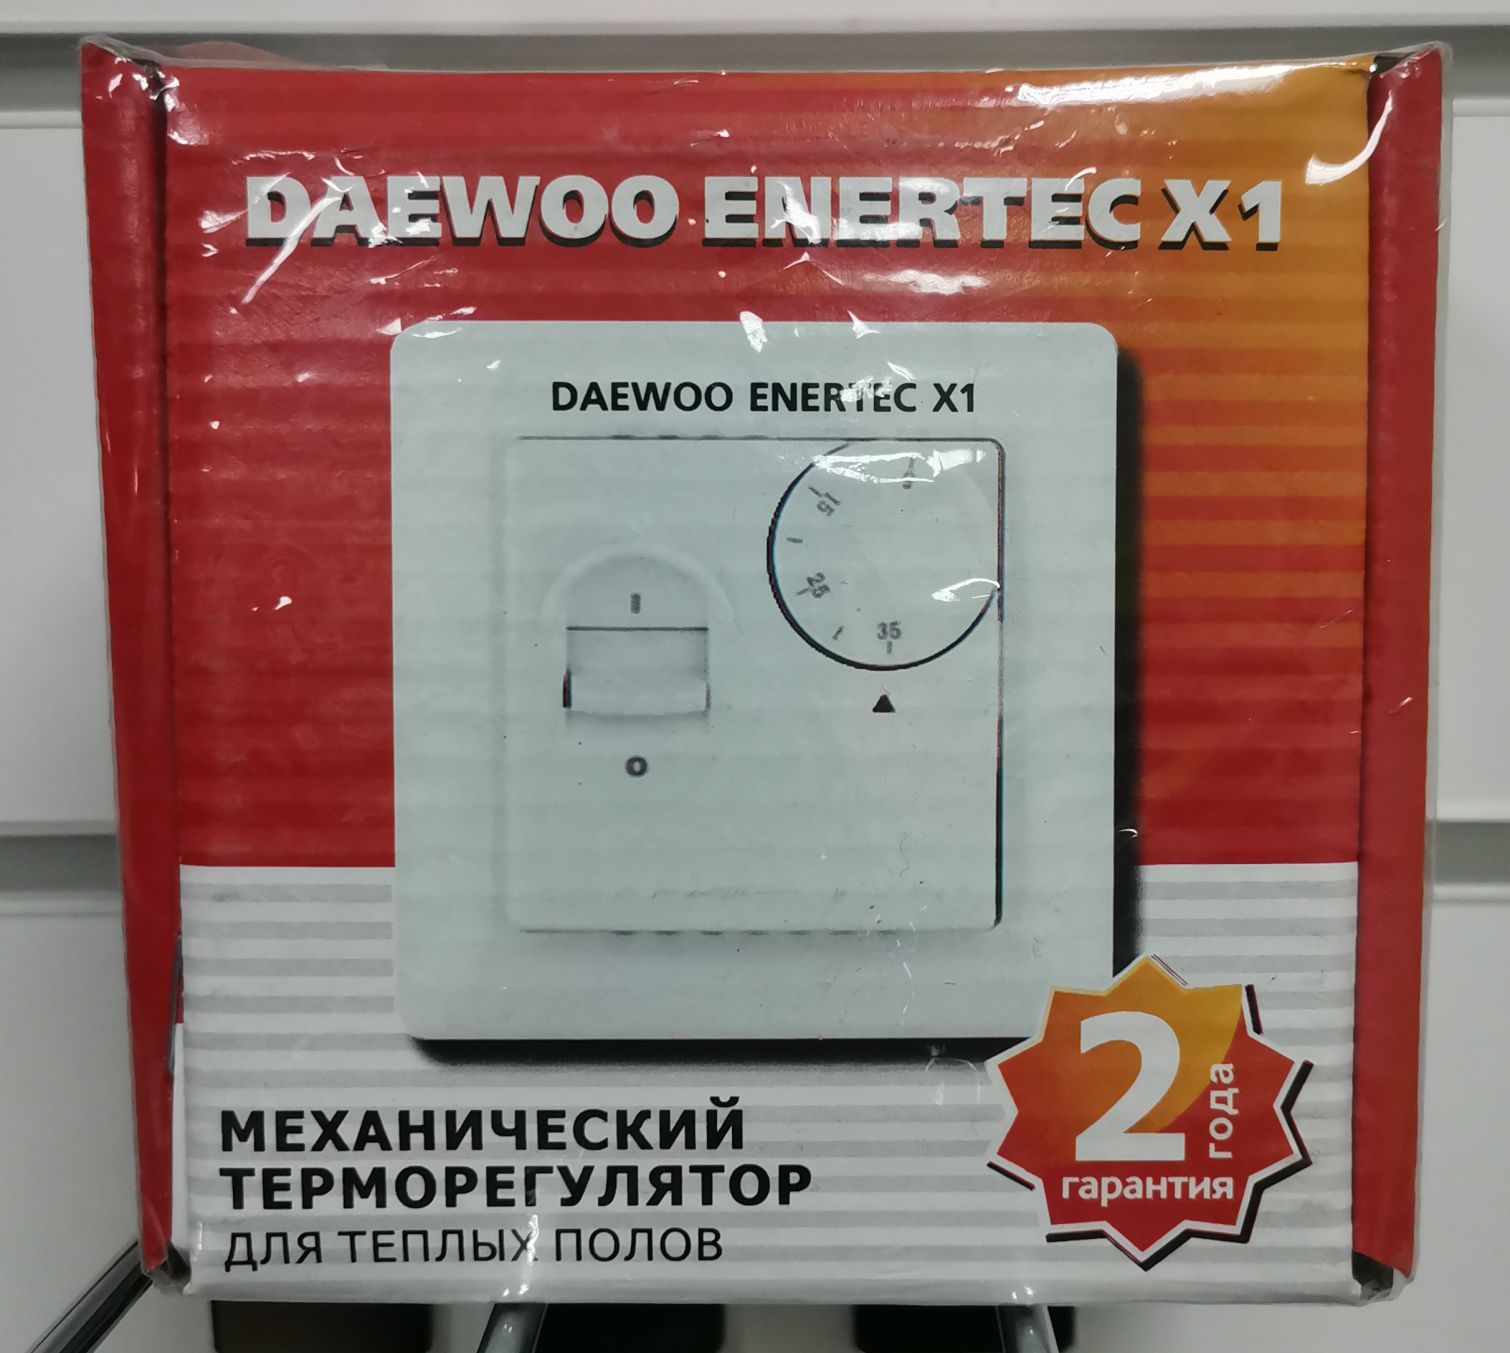 DAEWOO ENERTEC X1
DAEWOO ENERTEC X1
15
25
35
I
O
МЕХАНИЧЕСКИЙ
ТЕРМОРЕГУЛЯТОР
ДЛЯ ТЕПЛЫХ ПОЛОВ
2 года
гарантия